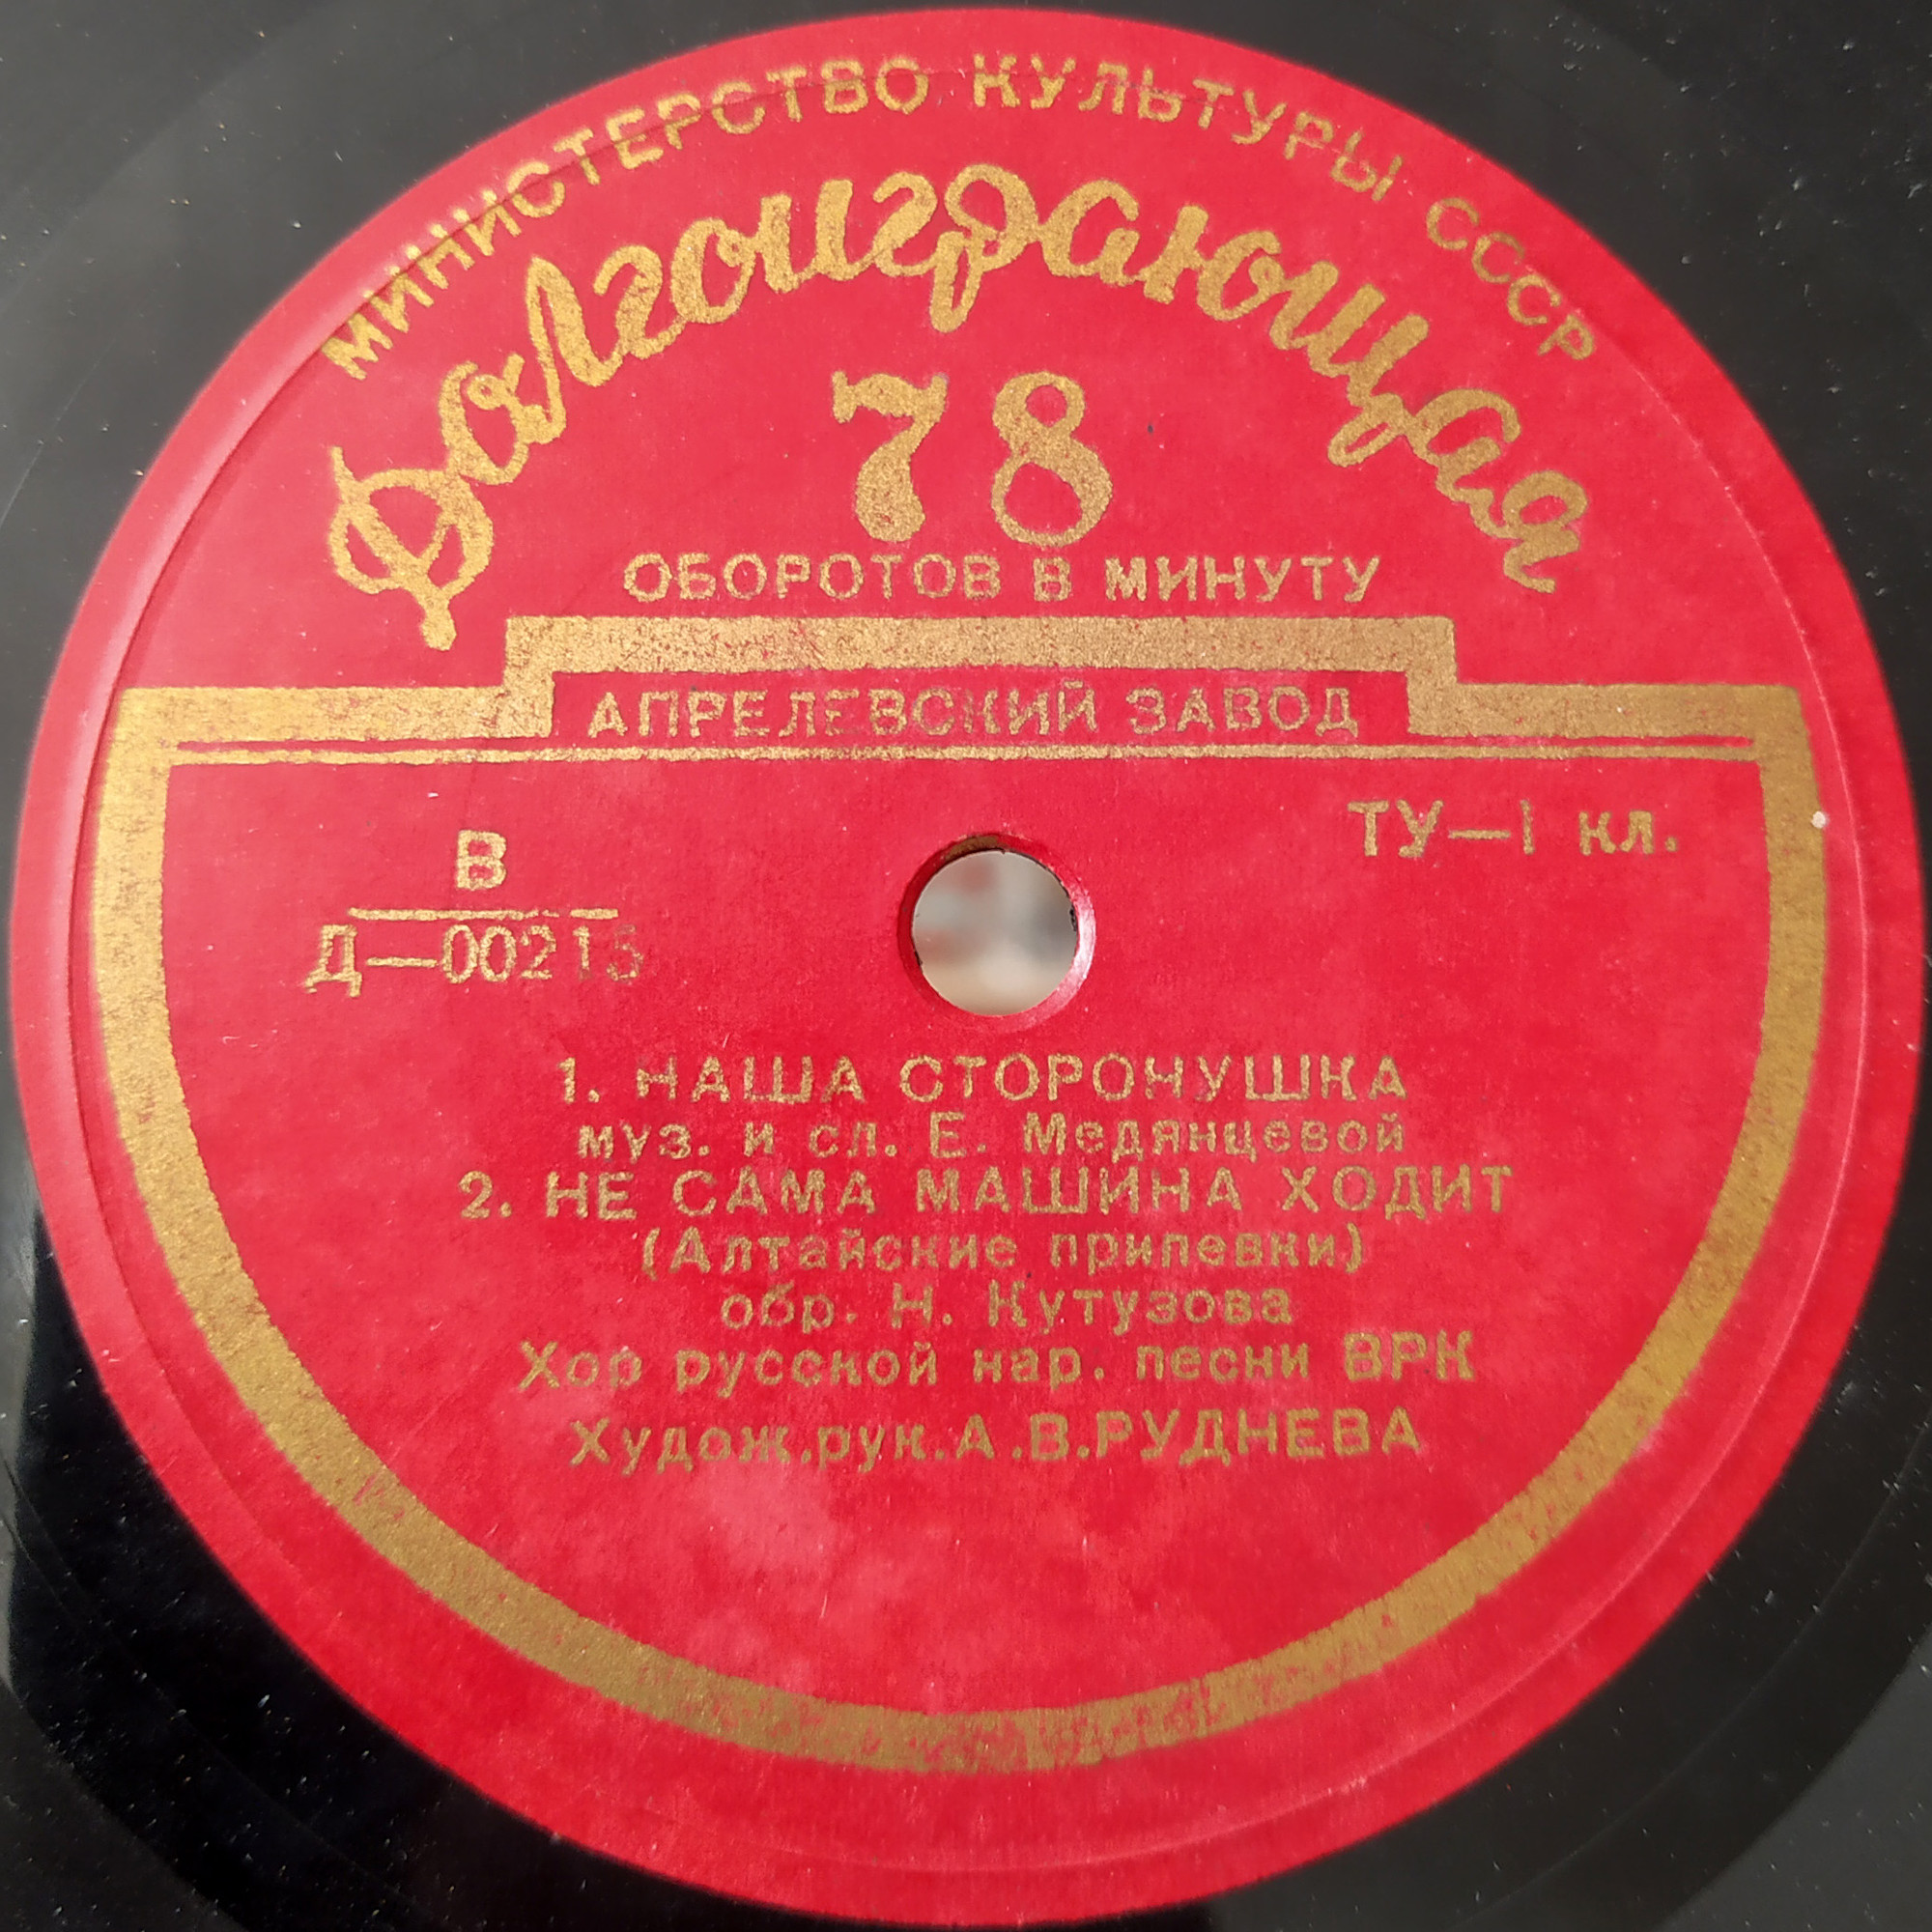 МИНИСТЕРСТВО КУЛЬТУРЫ СССР
Долгоиграющая
78
ОБОРОТОВ В МИНУТУ
АПРЕЛЕВСКИЙ ЗАВОД
ТУ—I кл.
В
Д—00215
1. НАША СТОРОНУШКА
муз. и сл. Е. Медянцевой
2. НЕ САМА МАШИНА ХОДИТ
(Алтайские припевки)
обр. Н. Кутузова
Хор русской нар. песни ВРК
Худож.рук.А.В.РУДНЕВА